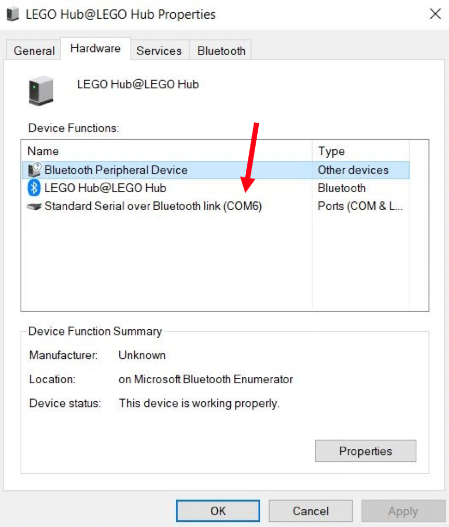 LEGO Hub@LEGO Hub Properties
General Hardware Services Bluetooth
LEGO Hub@LEGO Hub
Device Functions:
Name Type
Bluetooth Peripheral Device Other devices
LEGO Hub@LEGO Hub Bluetooth
Standard Serial over Bluetooth link (COM6) Ports (COM & L...
Device Function Summary
Manufacturer: Unknown
Location: on Microsoft Bluetooth Enumerator
Device status: This device is working properly.
Properties
OK Cancel Apply